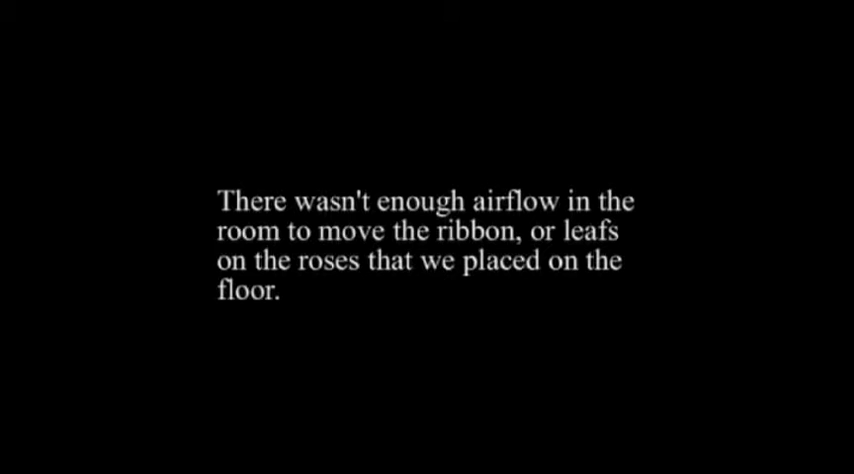 There wasn't enough airflow in the
room to move the ribbon, or leafs
on the roses that we placed on the
floor.